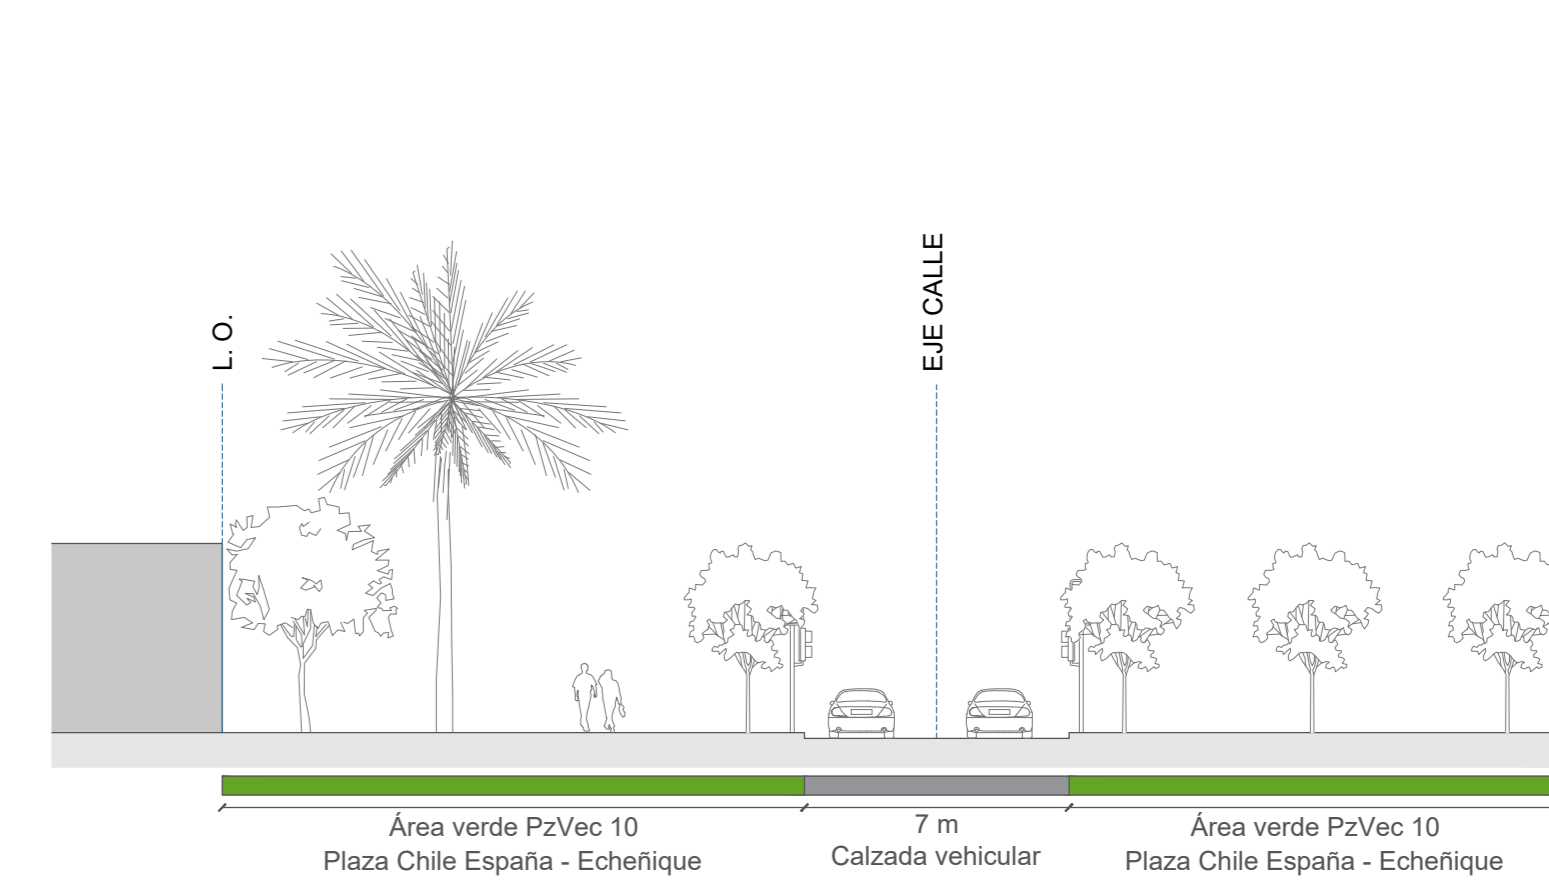 L. O.
EJE CALLE
Área verde PzVec 10
Plaza Chile España - Echeñique
7 m
Calzada vehicular
Área verde PzVec 10
Plaza Chile España - Echeñique